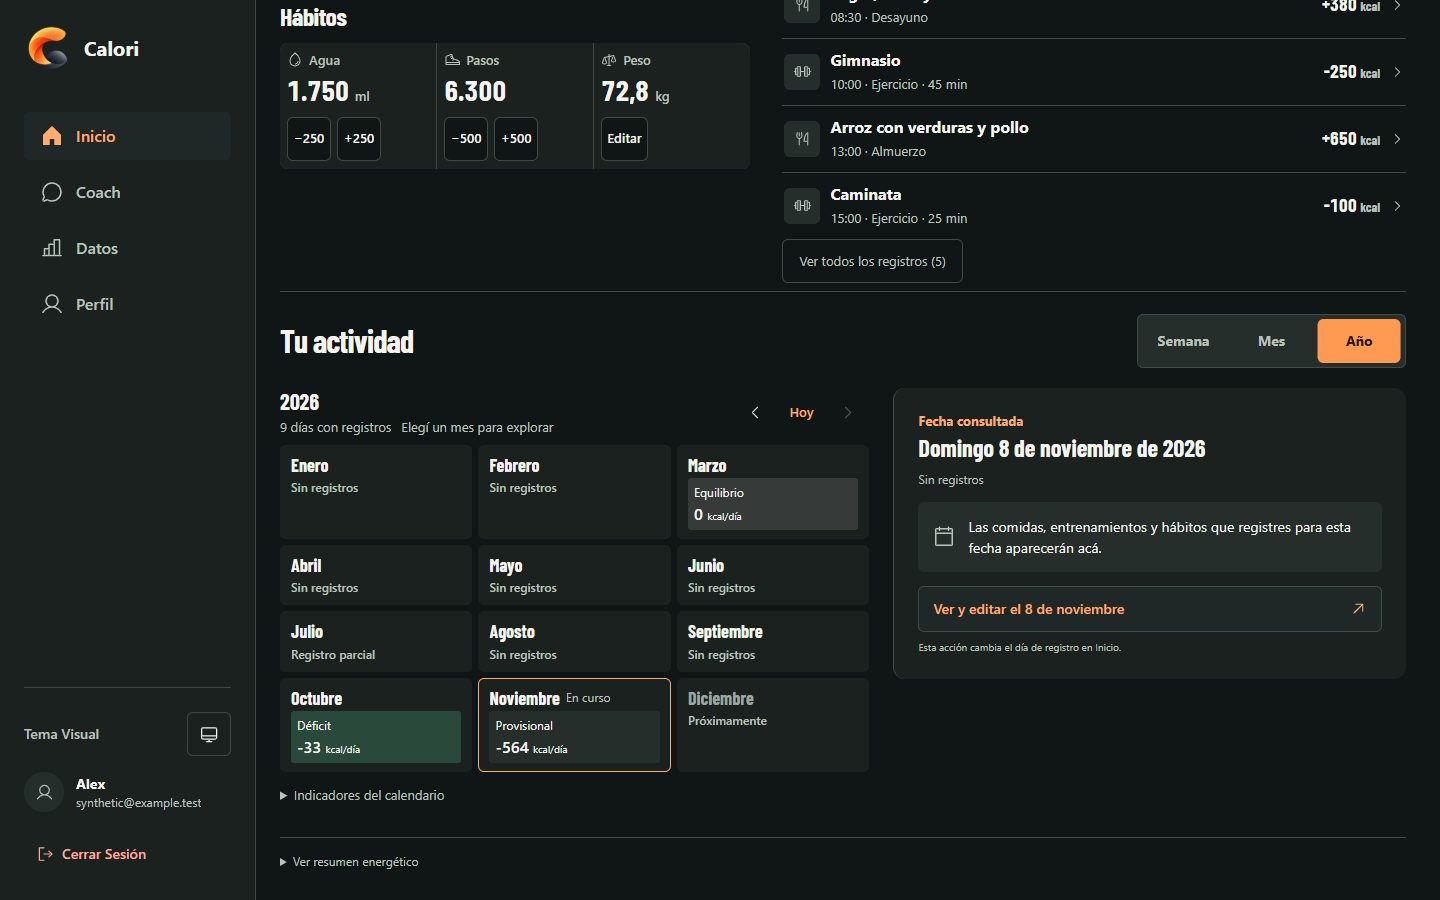 Calori
Inicio
Coach
Datos
Perfil
Tema Visual
Alex
synthetic@example.test
Cerrar Sesión
Hábitos
Agua
1.750 ml
−250 +250
Pasos
6.300
−500 +500
Peso
72,8 kg
Editar
+380 kcal
08:30 · Desayuno
Gimnasio
10:00 · Ejercicio · 45 min
-250 kcal
Arroz con verduras y pollo
13:00 · Almuerzo
+650 kcal
Caminata
15:00 · Ejercicio · 25 min
-100 kcal
Ver todos los registros (5)
Tu actividad
Semana Mes Año
2026
9 días con registros Elegí un mes para explorar
Hoy
Enero
Sin registros
Febrero
Sin registros
Marzo
Equilibrio
0 kcal/día
Abril
Sin registros
Mayo
Sin registros
Junio
Sin registros
Julio
Registro parcial
Agosto
Sin registros
Septiembre
Sin registros
Octubre
Déficit
-33 kcal/día
Noviembre En curso
Provisional
-564 kcal/día
Diciembre
Próximamente
Indicadores del calendario
Fecha consultada
Domingo 8 de noviembre de 2026
Sin registros
Las comidas, entrenamientos y hábitos que registres para esta
fecha aparecerán acá.
Ver y editar el 8 de noviembre
Esta acción cambia el día de registro en Inicio.
Ver resumen energético